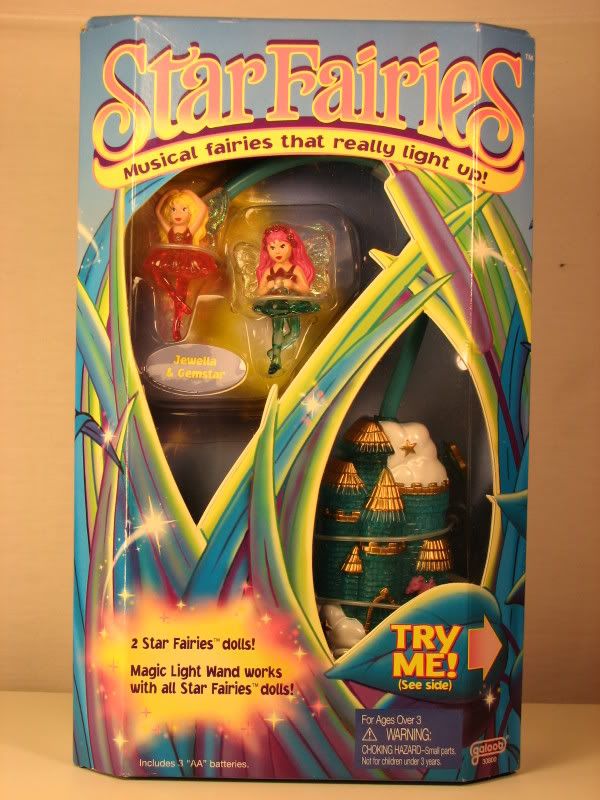 Star Fairies™
Musical fairies that really light up!
Jewella
& Gemstar
2 Star Fairies™ dolls!
Magic Light Wand works
with all Star Fairies™ dolls!
TRY
ME!
(See side)
For Ages Over 3
⚠ WARNING:
CHOKING HAZARD-Small parts.
Not for children under 3 years.
Includes 3 "AA" batteries.
galoob
30800